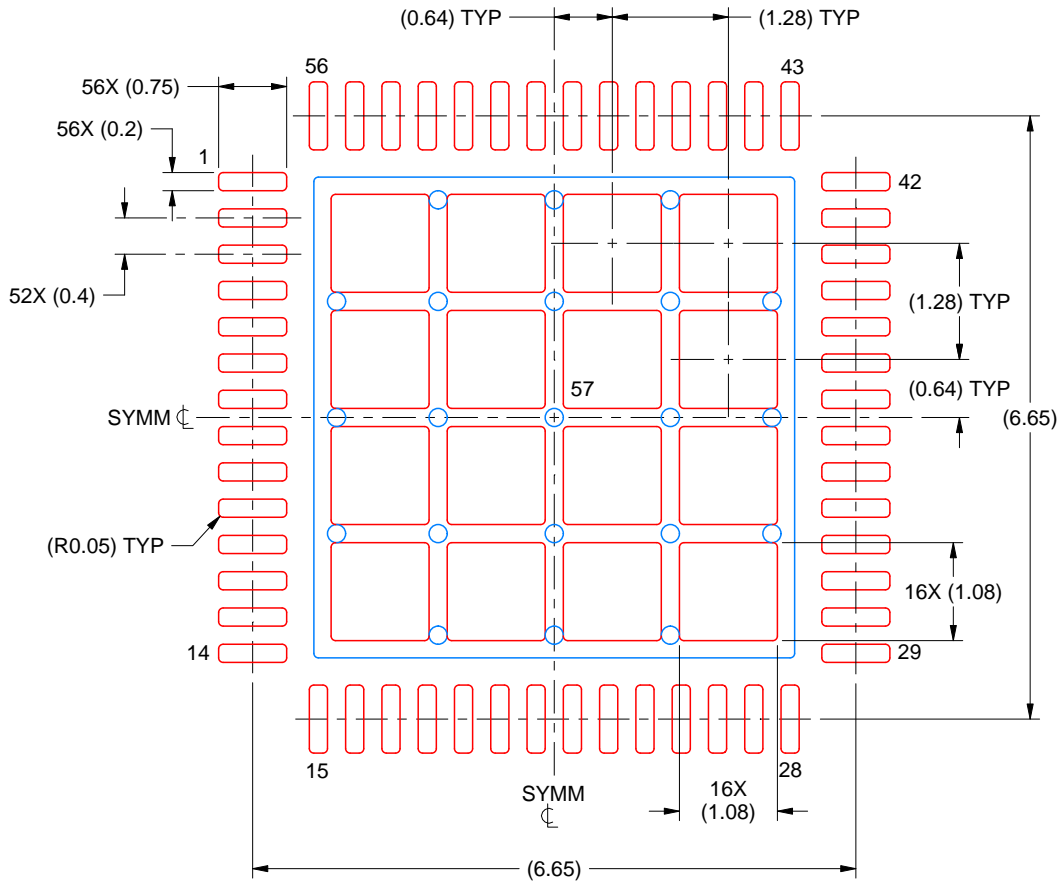 (0.64) TYP
(1.28) TYP
56
43
56X (0.75)
56X (0.2)
1
42
52X (0.4)
(1.28) TYP
57
(0.64) TYP
SYMM ℄
(6.65)
(R0.05) TYP
16X (1.08)
14
29
15
28
SYMM
℄
16X
(1.08)
(6.65)